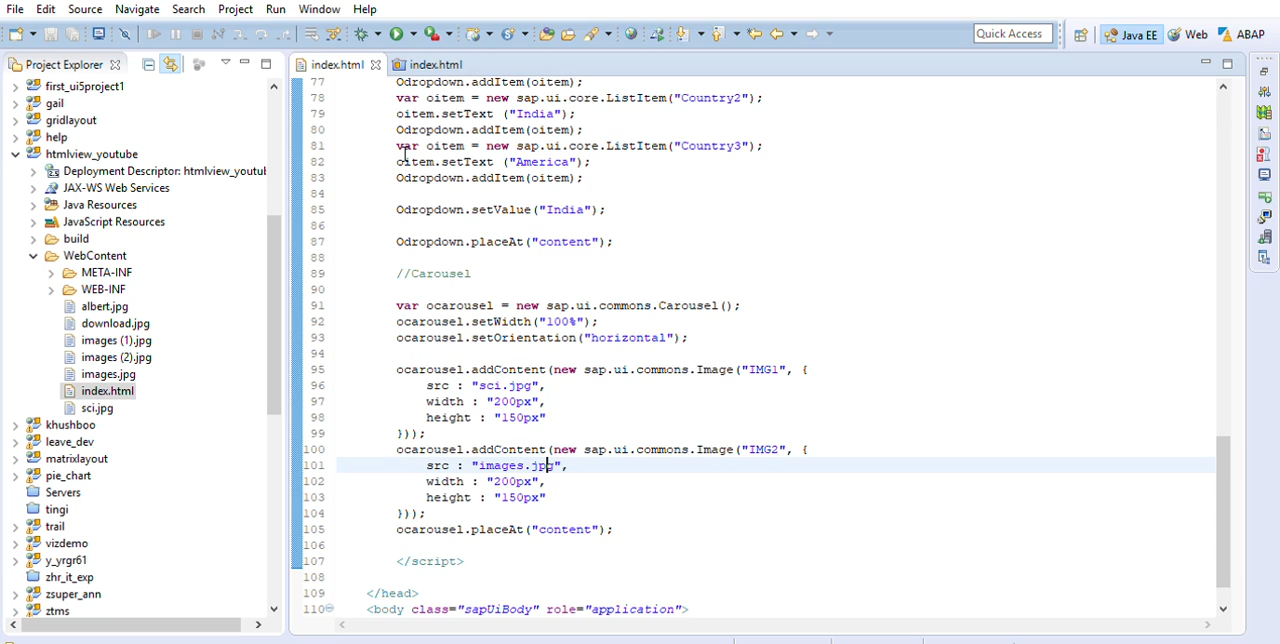 File Edit Source Navigate Search Project Run Window Help
Quick Access
Java EE
Web
ABAP
Project Explorer
index.html
index.html
first_ui5project1
gail
gridlayout
help
htmlview_youtube
Deployment Descriptor: htmlview_youtub
JAX-WS Web Services
Java Resources
JavaScript Resources
build
WebContent
META-INF
WEB-INF
albert.jpg
download.jpg
images (1).jpg
images (2).jpg
images.jpg
index.html
sci.jpg
khushboo
leave_dev
matrixlayout
pie_chart
Servers
tingi
trail
vizdemo
y_yrgr61
zhr_it_exp
zsuper_ann
ztms
77 Odropdown.addItem(oitem);
78 var oitem = new sap.ui.core.ListItem("Country2");
79 oitem.setText ("India");
80 Odropdown.addItem(oitem);
81 var oitem = new sap.ui.core.ListItem("Country3");
82 oitem.setText ("America");
83 Odropdown.addItem(oitem);
84
85 Odropdown.setValue("India");
86
87 Odropdown.placeAt("content");
88
89 //Carousel
90
91 var ocarousel = new sap.ui.commons.Carousel();
92 ocarousel.setWidth("100%");
93 ocarousel.setOrientation("horizontal");
94
95 ocarousel.addContent(new sap.ui.commons.Image("IMG1", {
96 src : "sci.jpg",
97 width : "200px",
98 height : "150px"
99 }));
100 ocarousel.addContent(new sap.ui.commons.Image("IMG2", {
101 src : "images.jpg",
102 width : "200px",
103 height : "150px"
104 }));
105 ocarousel.placeAt("content");
106
107 </script>
108
109 </head>
110 <body class="sapUiBody" role="application">